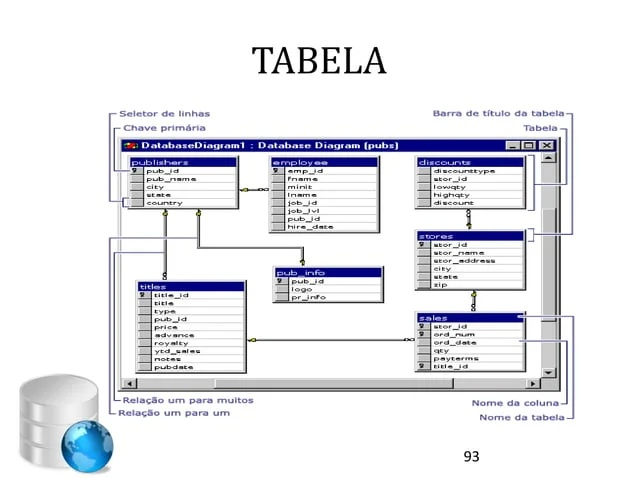 TABELA
Seletor de linhas
Barra de título da tabela
Chave primária
Tabela
DatabaseDiagram1 : Database Diagram (pubs)
publishers
pub_id
pub_name
city
state
country
employee
emp_id
fname
minit
lname
job_id
job_lvl
pub_id
hire_date
discounts
discounttype
stor_id
lowqty
highqty
discount
stores
stor_id
stor_name
stor_address
city
state
zip
pub_info
pub_id
logo
pr_info
titles
title_id
title
type
pub_id
price
advance
royalty
ytd_sales
notes
pubdate
sales
stor_id
ord_num
ord_date
qty
payterms
title_id
Relação um para muitos
Relação um para um
Nome da coluna
Nome da tabela
93